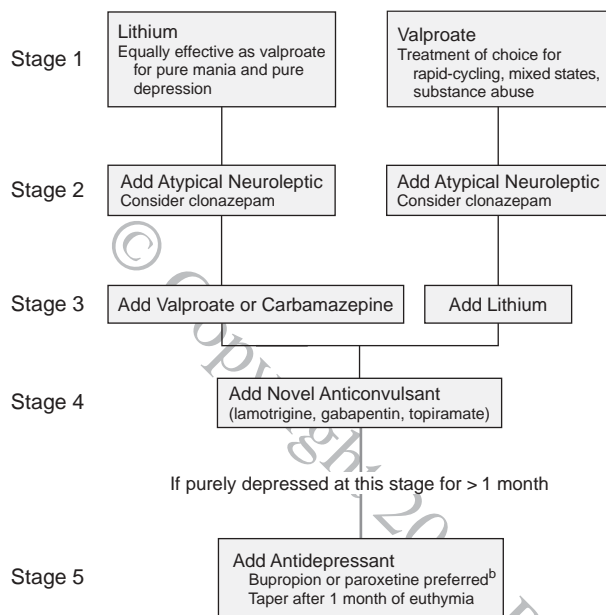 Stage 1
Lithium
Equally effective as valproate
for pure mania and pure
depression
Valproate
Treatment of choice for
rapid-cycling, mixed states,
substance abuse
Stage 2
Add Atypical Neuroleptic
Consider clonazepam
Add Atypical Neuroleptic
Consider clonazepam
Stage 3
Add Valproate or Carbamazepine
Add Lithium
Stage 4
Add Novel Anticonvulsant
(lamotrigine, gabapentin, topiramate)
If purely depressed at this stage for > 1 month
Stage 5
Add Antidepressant
Bupropion or paroxetine preferredᵇ
Taper after 1 month of euthymia
© Copyright 20